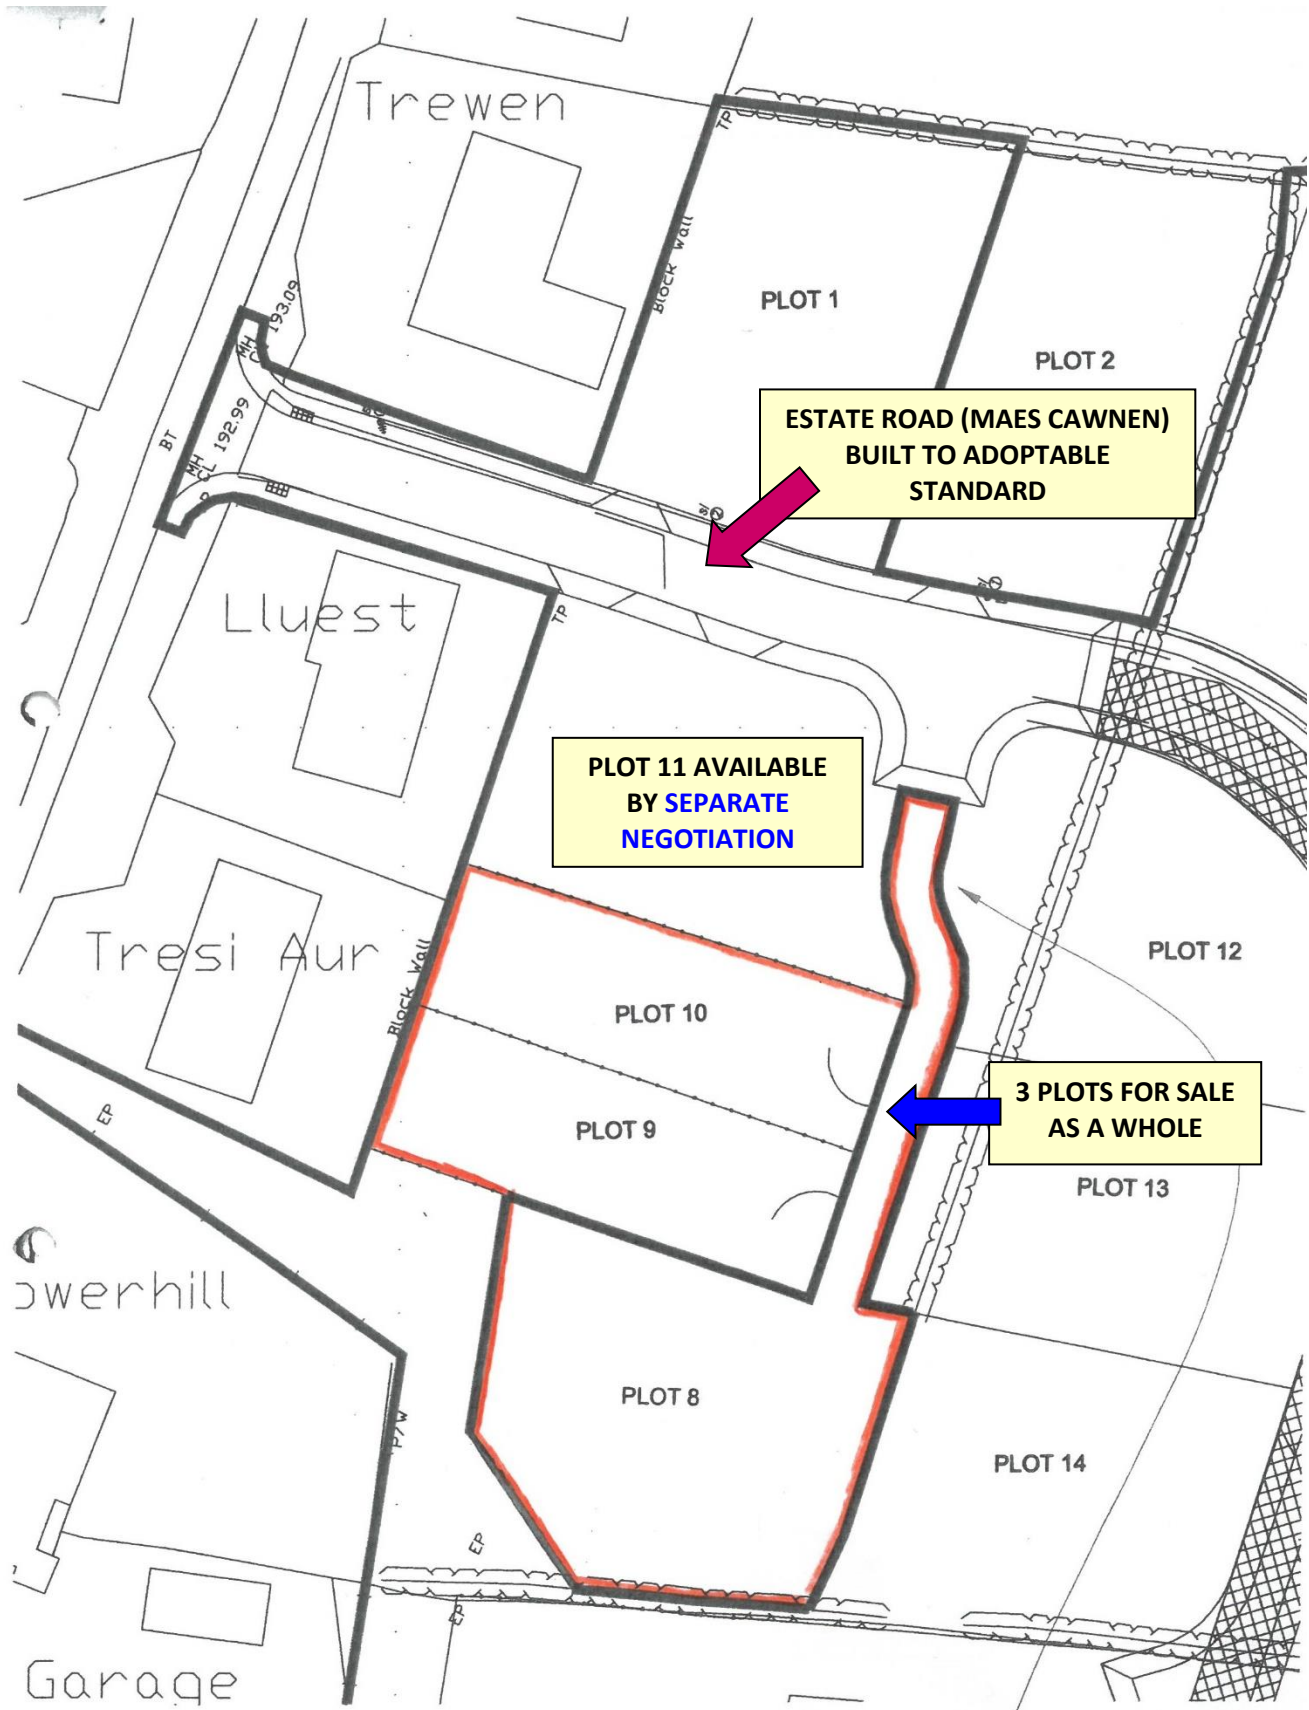 Trewen
TP
Block Wall
PLOT 1
PLOT 2
MH
193.09
BT
MH
CL 192.99
ESTATE ROAD (MAES CAWNEN)
BUILT TO ADOPTABLE
STANDARD
Lluest
TP
PLOT 11 AVAILABLE
BY SEPARATE
NEGOTIATION
Tresi Aur
Block Wall
PLOT 12
PLOT 10
3 PLOTS FOR SALE
AS A WHOLE
EP
PLOT 9
PLOT 13
owerhill
PLOT 8
P/W
PLOT 14
EP
EP
Garage